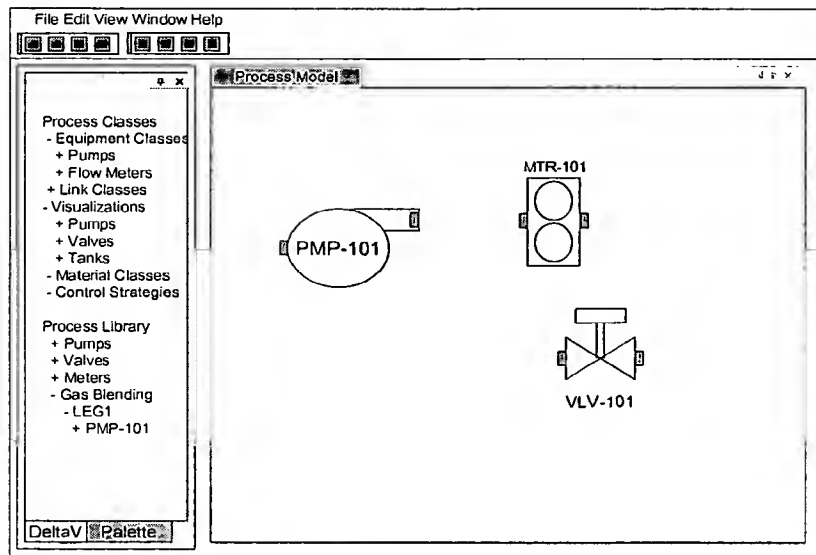 File Edit View Window Help
Process Classes
- Equipment Classes
+ Pumps
+ Flow Meters
+ Link Classes
- Visualizations
+ Pumps
+ Valves
+ Tanks
- Material Classes
- Control Strategies
Process Library
+ Pumps
+ Valves
+ Meters
- Gas Blending
- LEG1
+ PMP-101
DeltaV Palette
Process Model
PMP-101
MTR-101
VLV-101